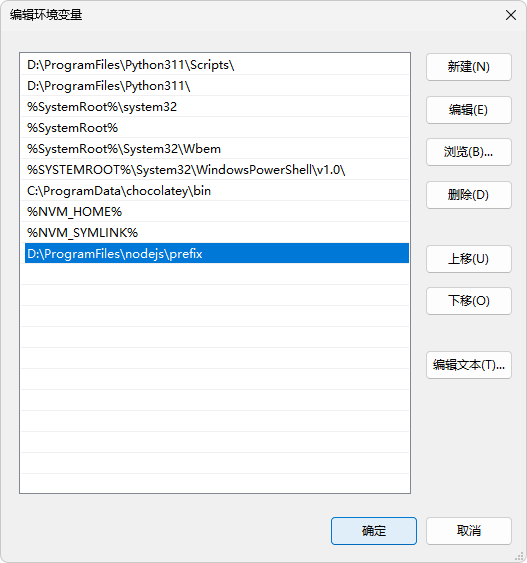 编辑环境变量
D:\ProgramFiles\Python311\Scripts\
D:\ProgramFiles\Python311\
%SystemRoot%\system32
%SystemRoot%
%SystemRoot%\System32\Wbem
%SYSTEMROOT%\System32\WindowsPowerShell\v1.0\
C:\ProgramData\chocolatey\bin
%NVM_HOME%
%NVM_SYMLINK%
D:\ProgramFiles\nodejs\prefix
新建(N)
编辑(E)
浏览(B)...
删除(D)
上移(U)
下移(O)
编辑文本(T)...
确定
取消